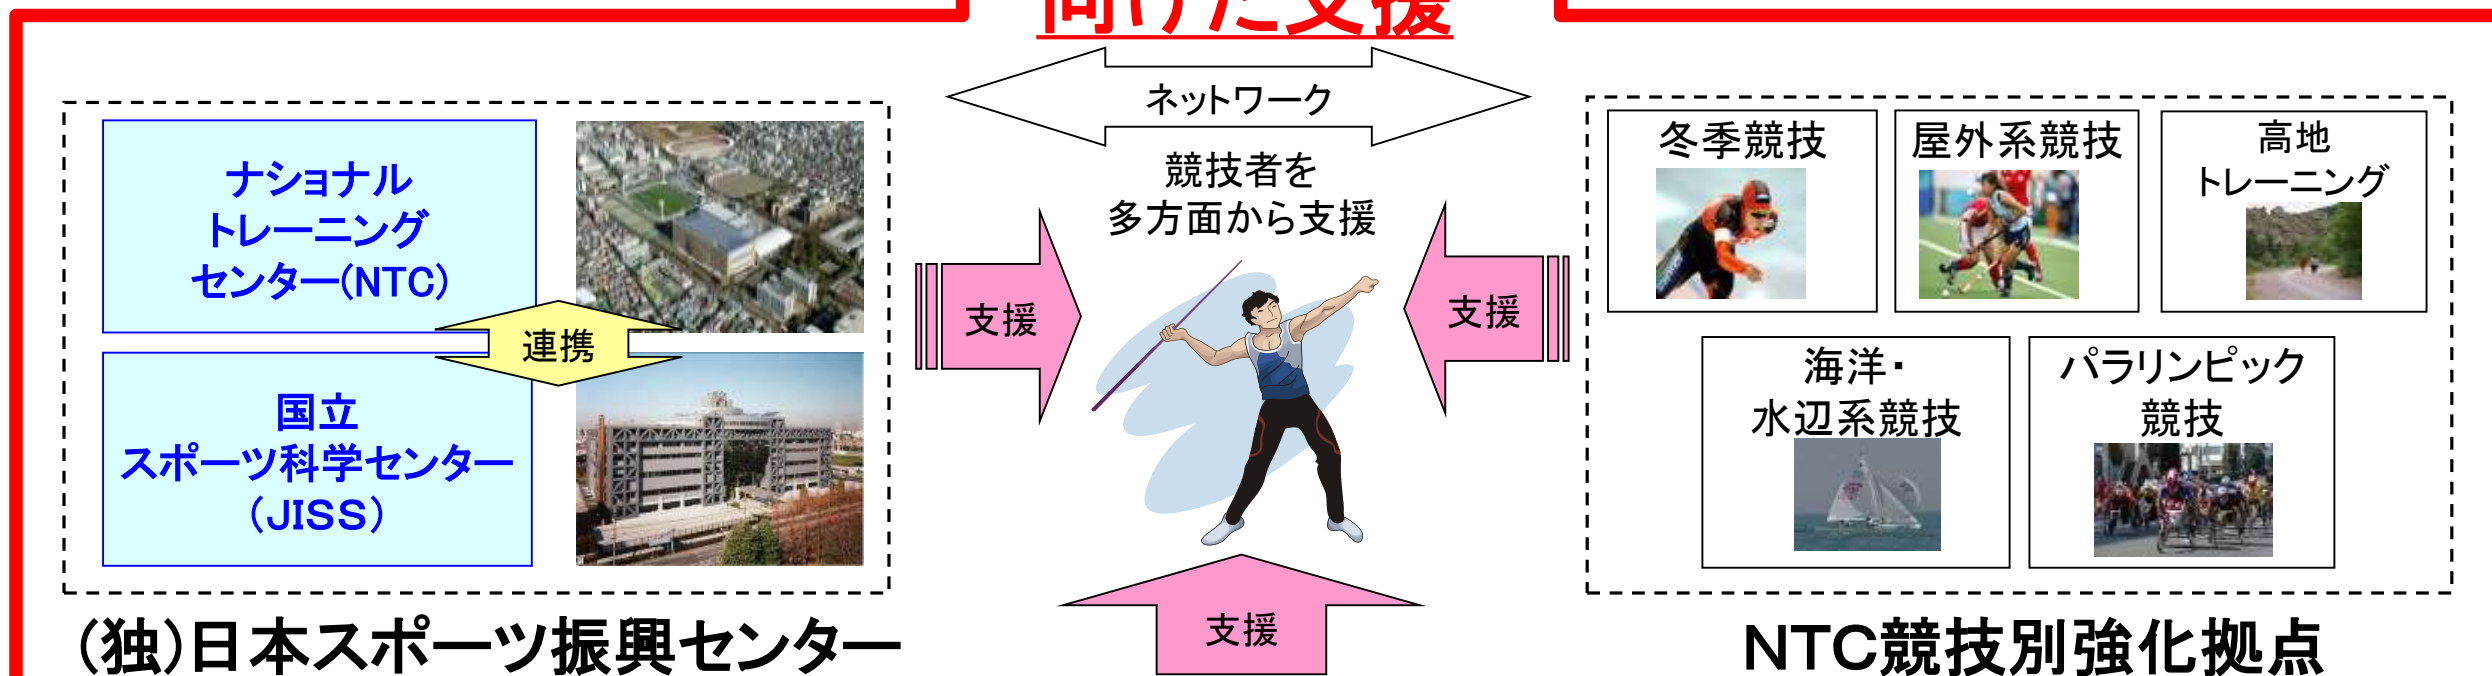 向けた支援
ネットワーク
競技者を
多方面から支援
ナショナル
トレーニング
センター(NTC)
連携
国立
スポーツ科学センター
(JISS)
(独)日本スポーツ振興センター
支援
支援
支援
冬季競技
屋外系競技
高地
トレーニング
海洋・
水辺系競技
パラリンピック
競技
NTC競技別強化拠点